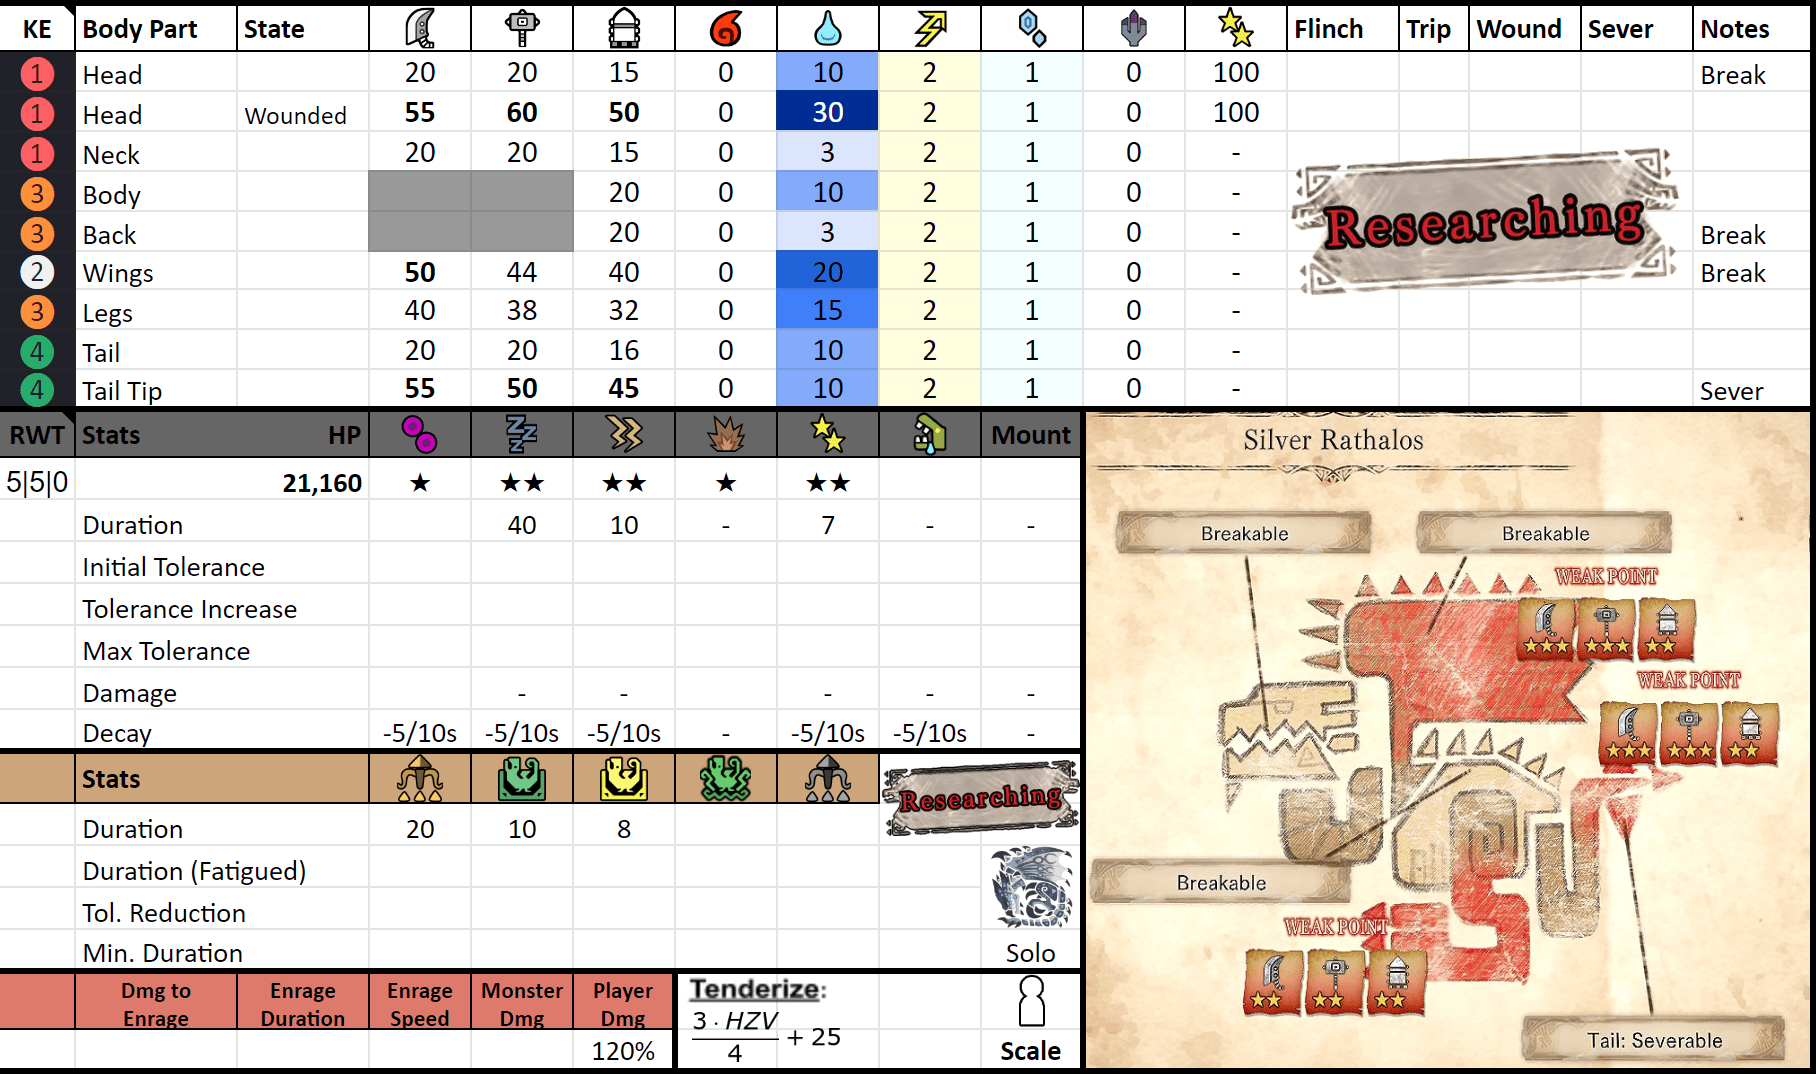 KE Body Part State Flinch Trip Wound Sever Notes
1 Head 20 20 15 0 10 2 1 0 100 Break
1 Head Wounded 55 60 50 0 30 2 1 0 100
1 Neck 20 20 15 0 3 2 1 0 -
3 Body 20 10 2 1 0 -
3 Back 20 3 2 1 0 - Break
2 Wings 50 44 40 0 20 2 1 0 - Break
3 Legs 40 38 32 0 15 2 1 0 -
4 Tail 20 20 16 0 10 2 1 0 -
4 Tail Tip 55 50 45 0 10 2 1 0 - Sever
Researching
RWT Stats HP Mount
5|5|0 21,160 ★ ★★ ★★ ★ ★★
Duration 40 10 - 7 - -
Initial Tolerance
Tolerance Increase
Max Tolerance
Damage - - - - -
Decay -5/10s -5/10s -5/10s - -5/10s -5/10s -
Stats
Researching
Duration 20 10 8
Duration (Fatigued)
Tol. Reduction
Min. Duration Solo
Dmg to Enrage Enrage Duration Enrage Speed Monster Dmg Player Dmg
120%
Tenderize:
3 · HZV
4
+ 25
Scale
Silver Rathalos
Breakable Breakable
WEAK POINT
WEAK POINT
Breakable
WEAK POINT
Tail: Severable